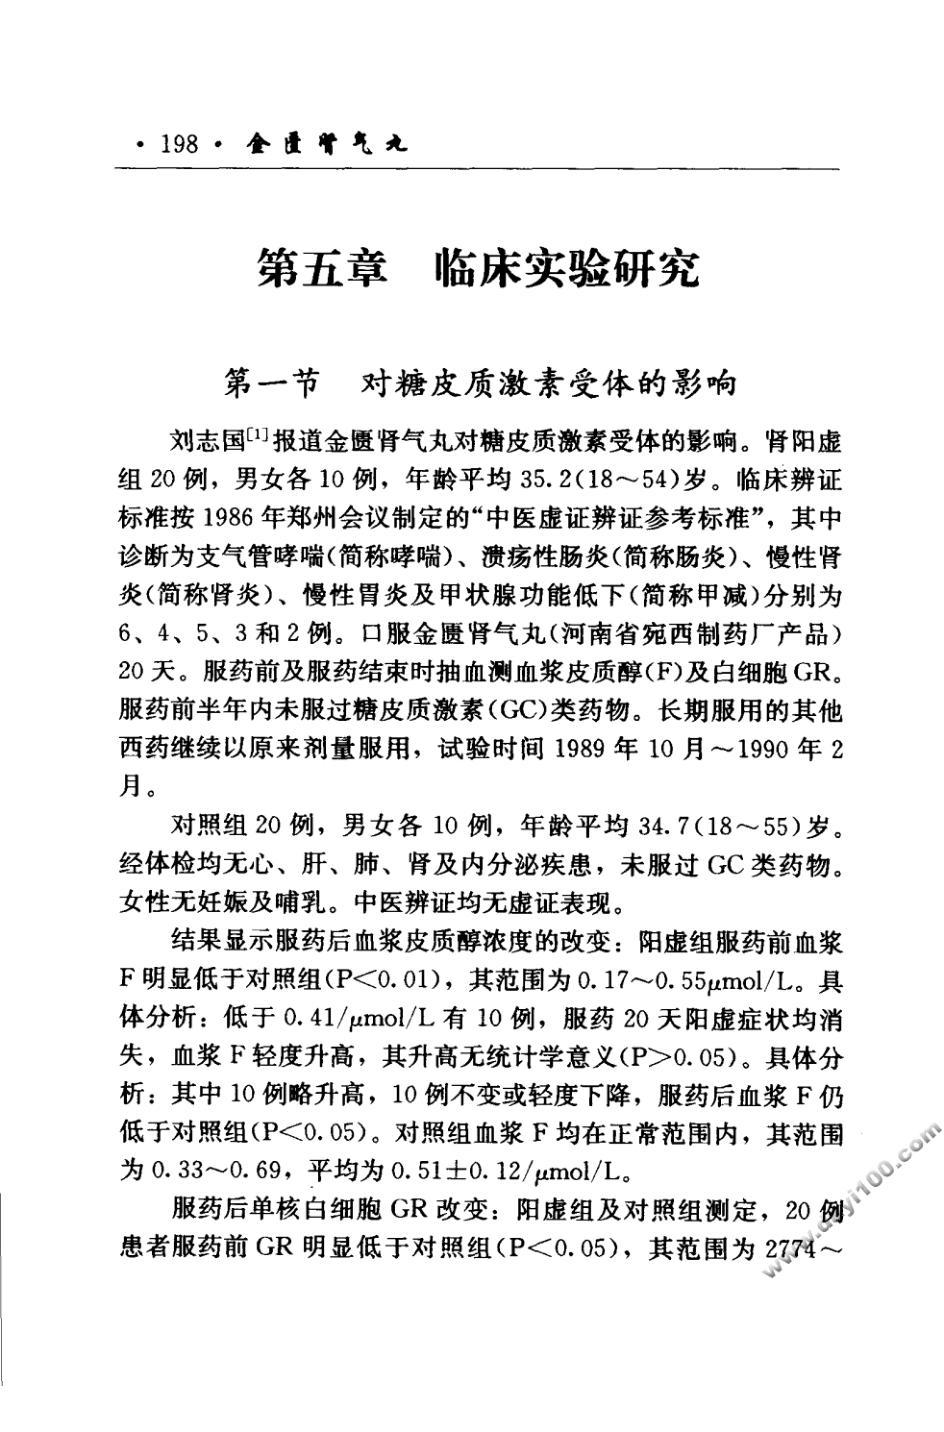 · 198 · 金匮肾气丸
第五章 临床实验研究
第一节 对糖皮质激素受体的影响
刘志国[1]报道金匮肾气丸对糖皮质激素受体的影响。肾阳虚
组 20 例，男女各 10 例，年龄平均 35.2(18～54)岁。临床辨证
标准按 1986 年郑州会议制定的“中医虚证辨证参考标准”，其中
诊断为支气管哮喘(简称哮喘)、溃疡性肠炎(简称肠炎)、慢性肾
炎(简称肾炎)、慢性胃炎及甲状腺功能低下(简称甲减)分别为
6、4、5、3 和 2 例。口服金匮肾气丸(河南省宛西制药厂产品)
20 天。服药前及服药结束时抽血测血浆皮质醇(F)及白细胞 GR。
服药前半年内未服过糖皮质激素(GC)类药物。长期服用的其他
西药继续以原来剂量服用，试验时间 1989 年 10 月～1990 年 2
月。
对照组 20 例，男女各 10 例，年龄平均 34.7(18～55)岁。
经体检均无心、肝、肺、肾及内分泌疾患，未服过 GC 类药物。
女性无妊娠及哺乳。中医辨证均无虚证表现。
结果显示服药后血浆皮质醇浓度的改变：阳虚组服药前血浆
F 明显低于对照组(P<0.01)，其范围为 0.17～0.55μmol/L。具
体分析：低于 0.41/μmol/L 有 10 例，服药 20 天阳虚症状均消
失，血浆 F 轻度升高，其升高无统计学意义(P>0.05)。具体分
析：其中 10 例略升高，10 例不变或轻度下降，服药后血浆 F 仍
低于对照组(P<0.05)。对照组血浆 F 均在正常范围内，其范围
为 0.33～0.69，平均为 0.51±0.12/μmol/L。
服药后单核白细胞 GR 改变：阳虚组及对照组测定，20 例
患者服药前 GR 明显低于对照组(P<0.05)，其范围为 2774～